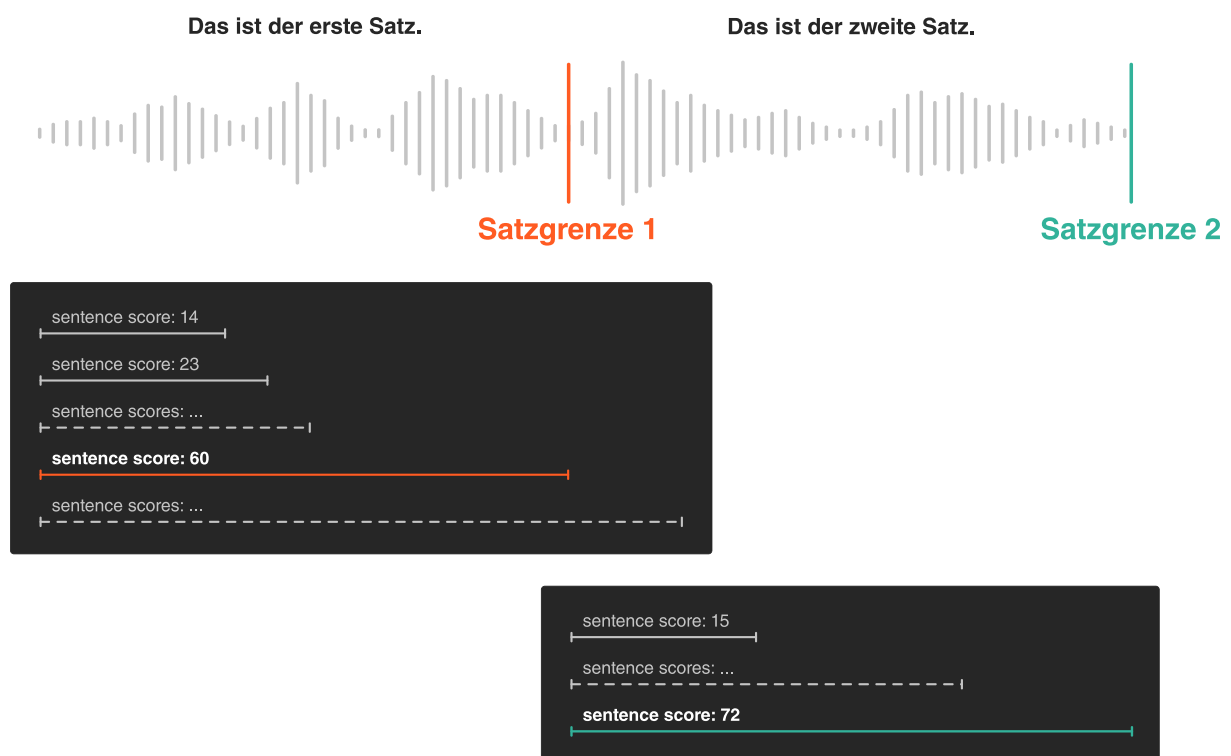 Das ist der erste Satz.
Das ist der zweite Satz.
Satzgrenze 1
Satzgrenze 2
sentence score: 14
sentence score: 23
sentence scores: ...
sentence score: 60
sentence scores: ...
sentence score: 15
sentence scores: ...
sentence score: 72